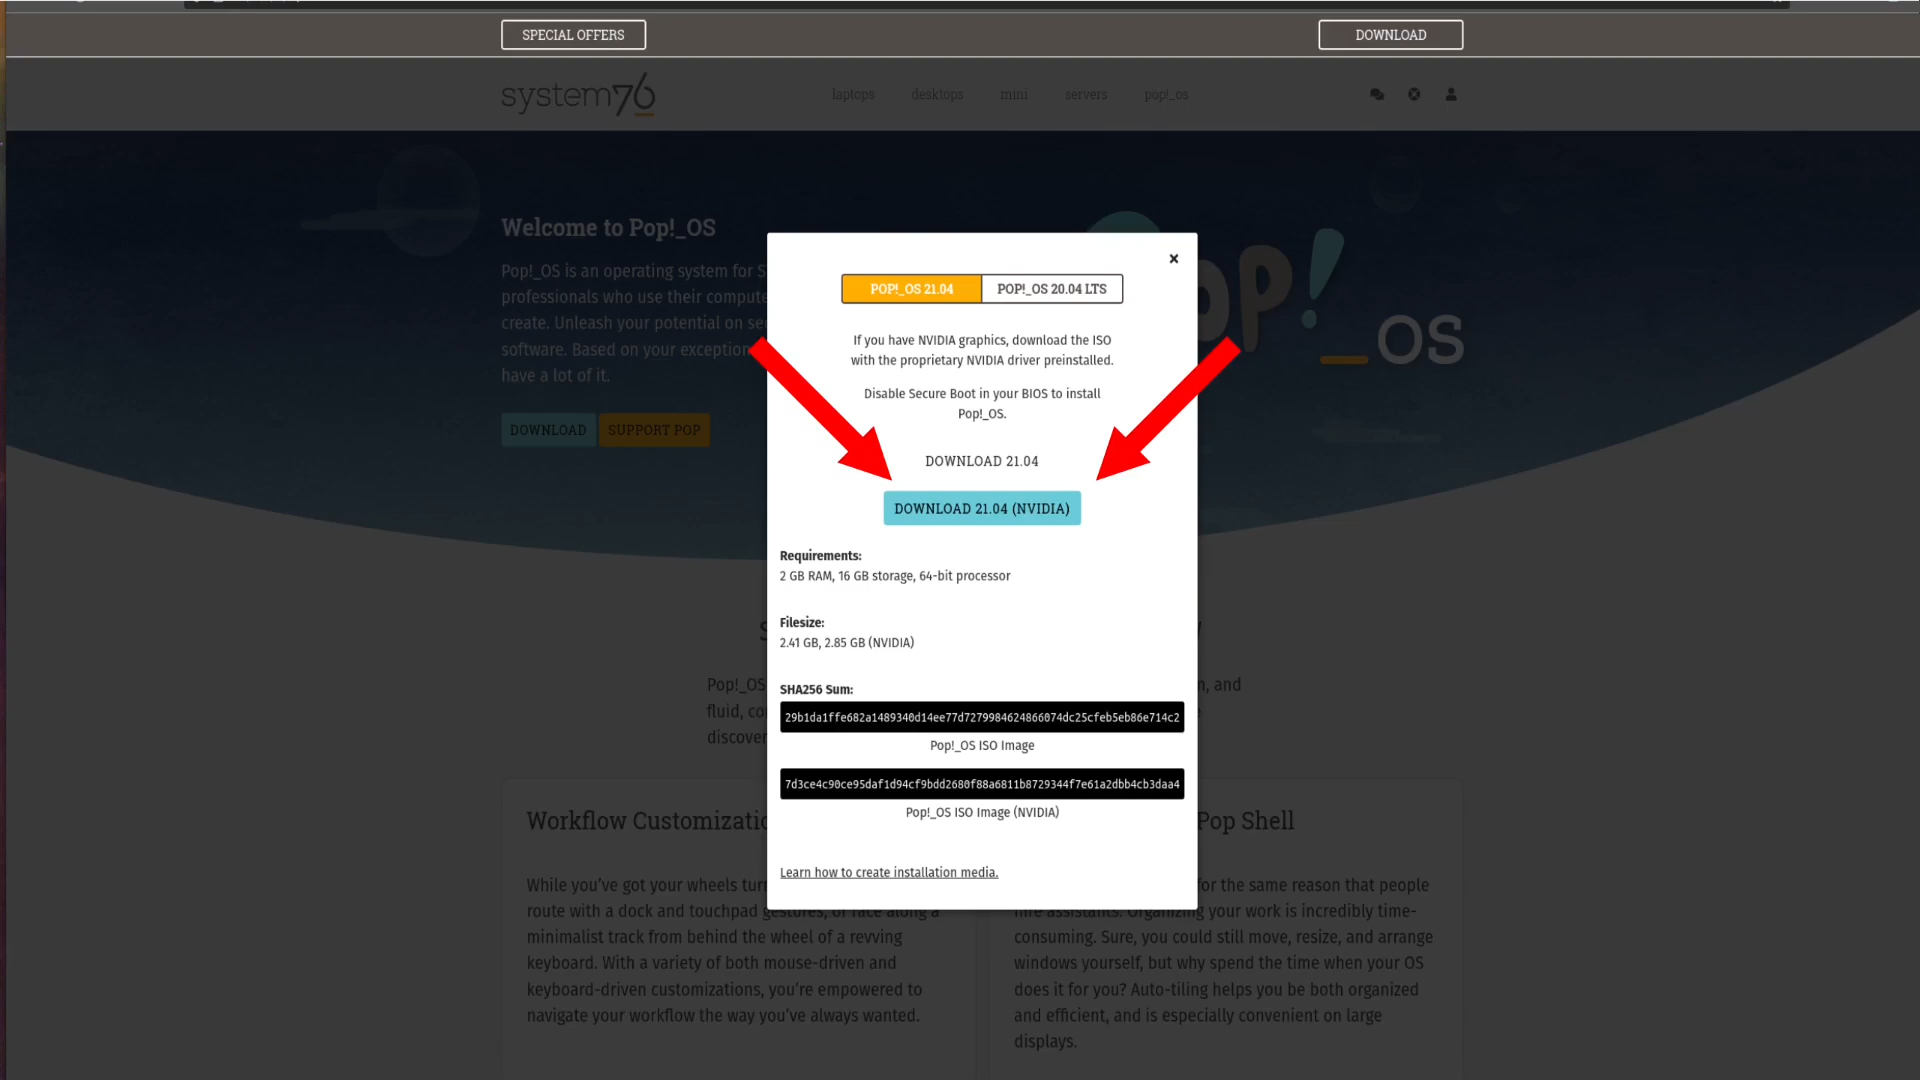 SPECIAL OFFERS
DOWNLOAD
system76
laptops
desktops
mini
servers
pop!_os
Welcome to Pop!_OS
Pop!_OS is an operating system for S
professionals who use their compute
create. Unleash your potential on se
software. Based on your exception
have a lot of it.
DOWNLOAD
SUPPORT POP
OP!
OS
×
POP!_OS 21.04
POP!_OS 20.04 LTS
If you have NVIDIA graphics, download the ISO
with the proprietary NVIDIA driver preinstalled.
Disable Secure Boot in your BIOS to install
Pop!_OS.
DOWNLOAD 21.04
DOWNLOAD 21.04 (NVIDIA)
Requirements:
2 GB RAM, 16 GB storage, 64-bit processor
Filesize:
2.41 GB, 2.85 GB (NVIDIA)
SHA256 Sum:
29b1da1ffe682a1489340d14ee77d7279984624866074dc25cfeb5eb86e714c2
Pop!_OS ISO Image
7d3ce4c90ce95daf1d94cf9bdd2680f88a6811b8729344f7e61a2dbb4cb3daa4
Pop!_OS ISO Image (NVIDIA)
Learn how to create installation media.
Pop!_OS
n, and
fluid, co
discover
Workflow Customizatio
While you've got your wheels turn
route with a dock and touchpad gestures, or race along a
minimalist track from behind the wheel of a revving
keyboard. With a variety of both mouse-driven and
keyboard-driven customizations, you're empowered to
navigate your workflow the way you've always wanted.
Pop Shell
for the same reason that people
hire assistants. Organizing your work is incredibly time-
consuming. Sure, you could still move, resize, and arrange
windows yourself, but why spend the time when your OS
does it for you? Auto-tiling helps you be both organized
and efficient, and is especially convenient on large
displays.